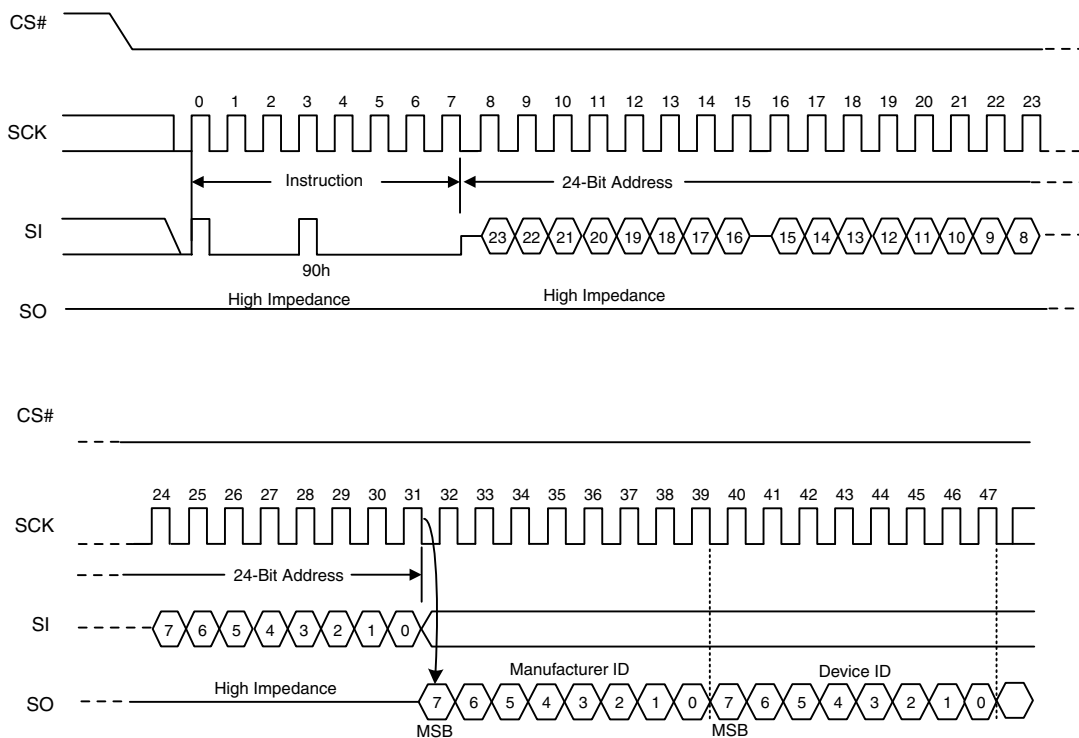 CS#
0 1 2 3 4 5 6 7 8 9 10 11 12 13 14 15 16 17 18 19 20 21 22 23
SCK
Instruction 24-Bit Address
SI 23 22 21 20 19 18 17 16 15 14 13 12 11 10 9 8
90h
High Impedance High Impedance
SO
CS#
24 25 26 27 28 29 30 31 32 33 34 35 36 37 38 39 40 41 42 43 44 45 46 47
SCK
24-Bit Address
SI 7 6 5 4 3 2 1 0
High Impedance Manufacturer ID Device ID
SO 7 6 5 4 3 2 1 0 7 6 5 4 3 2 1 0
MSB MSB